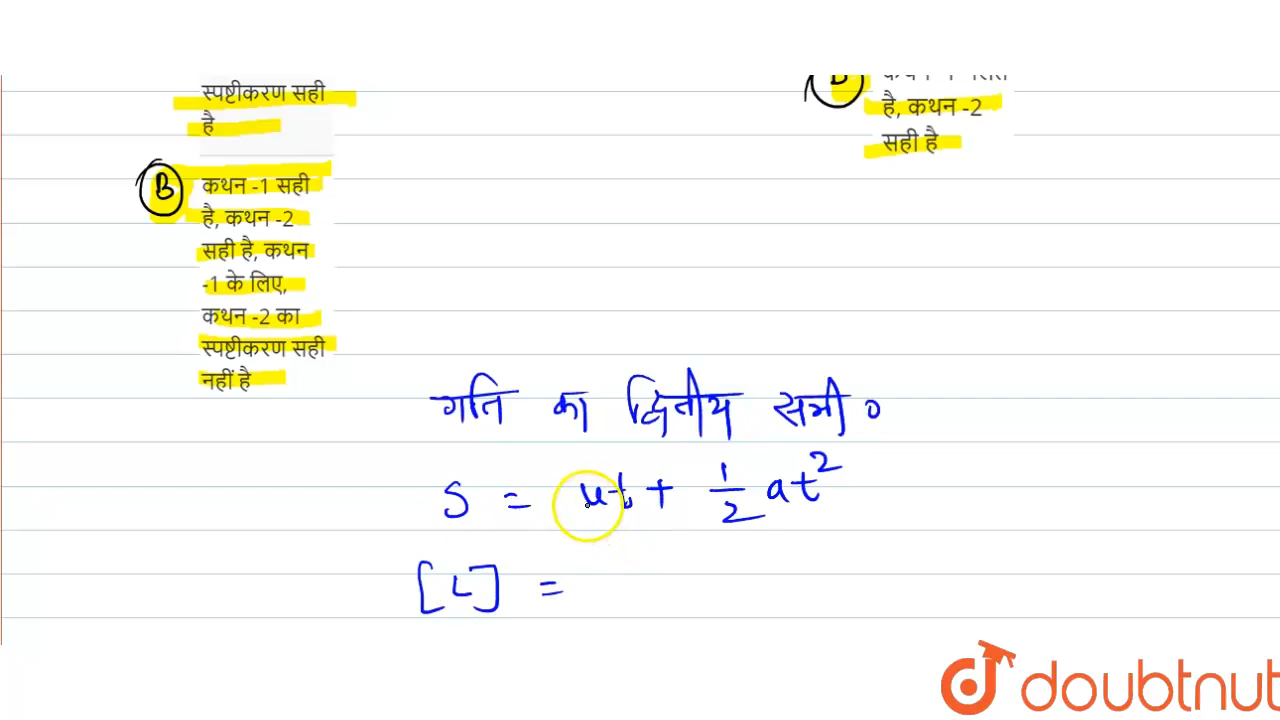 स्पष्टीकरण सही
है
B
कथन -1 सही
है, कथन -2
सही है, कथन
-1 के लिए,
कथन -2 का
स्पष्टीकरण सही
नहीं है
है, कथन -2
सही है
गति का द्वितीय समी०
S = ut + 1/2 at²
[L] =
doubtnut